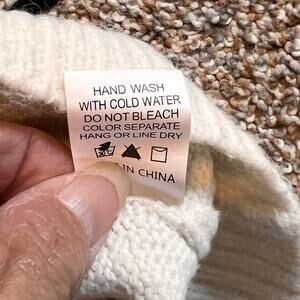 HAND WASH
WITH COLD WATER
DO NOT BLEACH
COLOR SEPARATE
HANG OR LINE DRY
IN CHINA